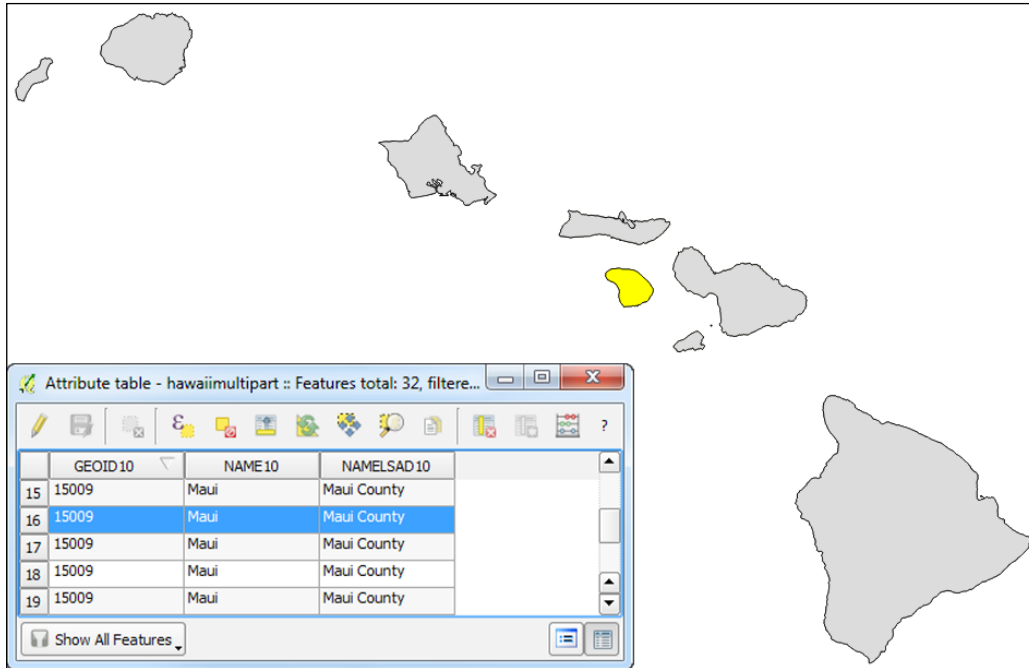 Attribute table - hawaiimultipart :: Features total: 32, filtere...
ε
?
GEOID10 NAME10 NAMELSAD10
15 15009 Maui Maui County
16 15009 Maui Maui County
17 15009 Maui Maui County
18 15009 Maui Maui County
19 15009 Maui Maui County
Show All Features